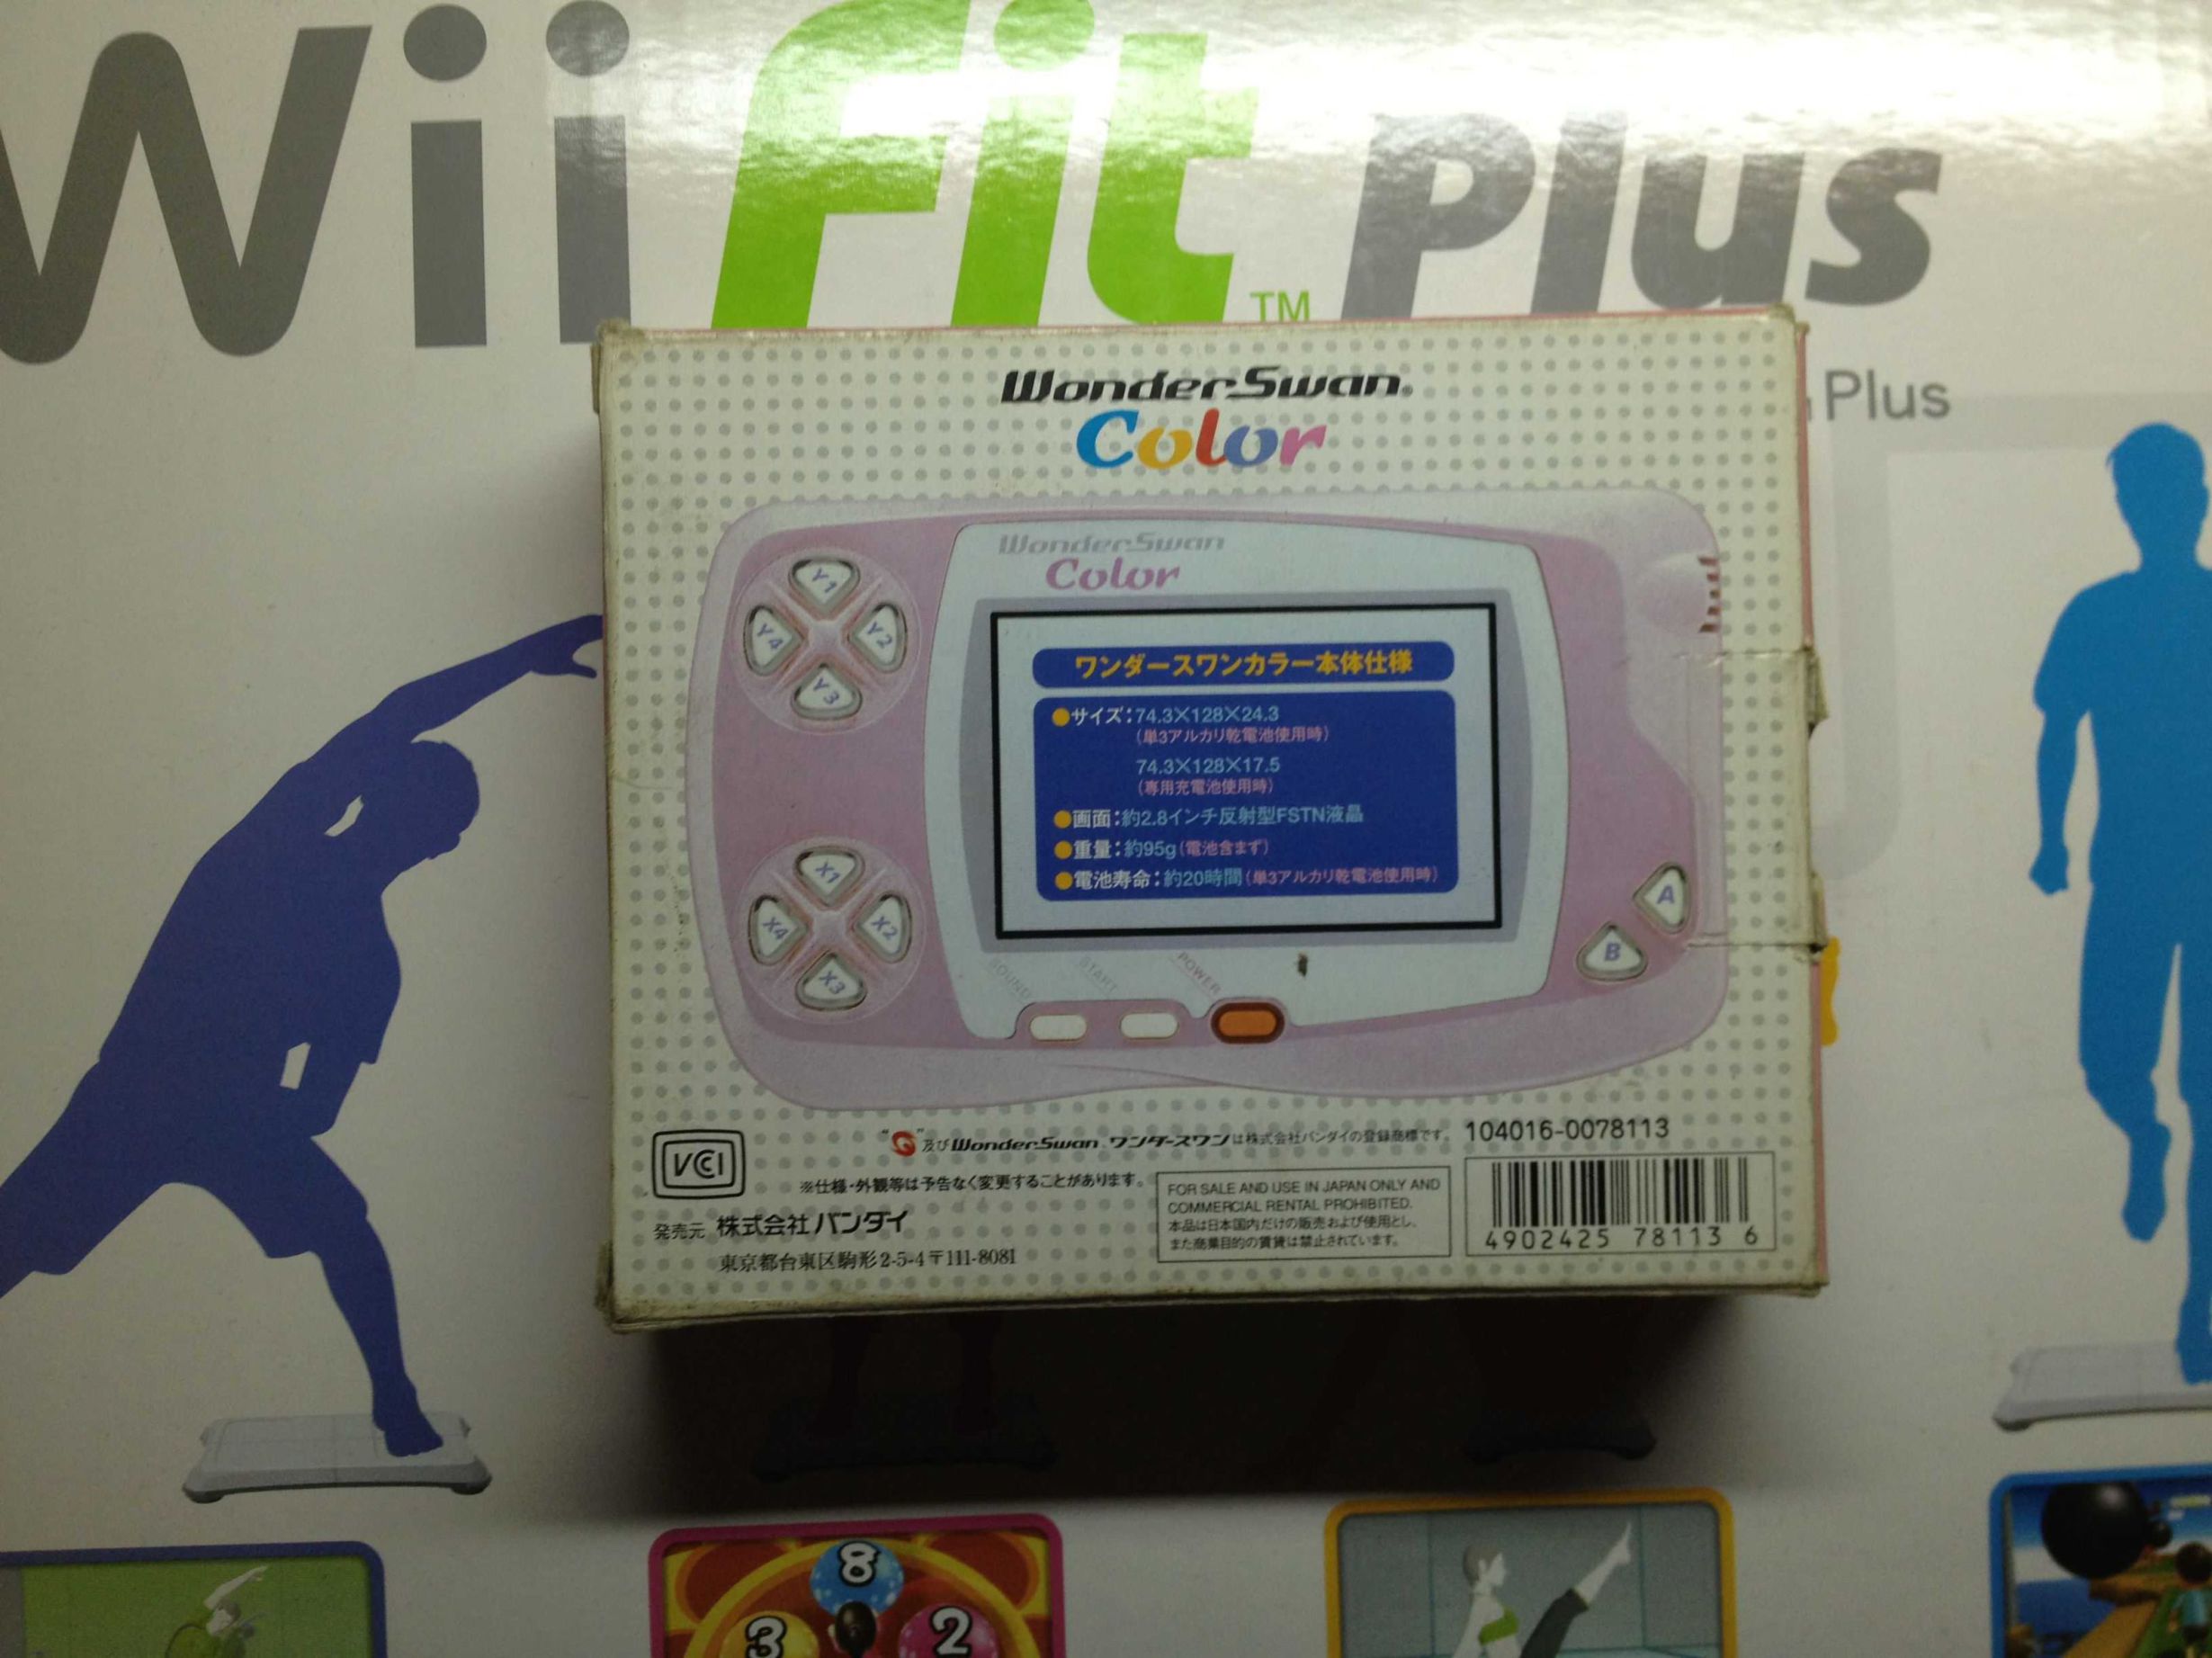 Wii Fit Plus
TM
Plus
WonderSwan
Color
WonderSwan
Color
Y1
Y4
Y2
Y3
ワンダースワンカラー本体仕様
●サイズ:74.3×128×24.3
(単3アルカリ乾電池使用時)
74.3×128×17.5
(専用充電池使用時)
●画面:約2.8インチ反射型FSTN液晶
●重量:約95g(電池含まず)
●電池寿命:約20時間(単3アルカリ乾電池使用時)
X1
X4
X2
X3
A
B
SOUND
START
POWER
及びWonderSwan ワンダースワンは株式会社バンダイの登録商標です。
104016-0078113
VCCI
※仕様・外観等は予告なく変更することがあります。
発売元 株式会社バンダイ
東京都台東区駒形2-5-4〒111-8081
FOR SALE AND USE IN JAPAN ONLY AND
COMMERCIAL RENTAL PROHIBITED.
本品は日本国内だけの販売および使用とし、
また商業目的の賃貸は禁止されています。
4902425 78113 6
8
3
2